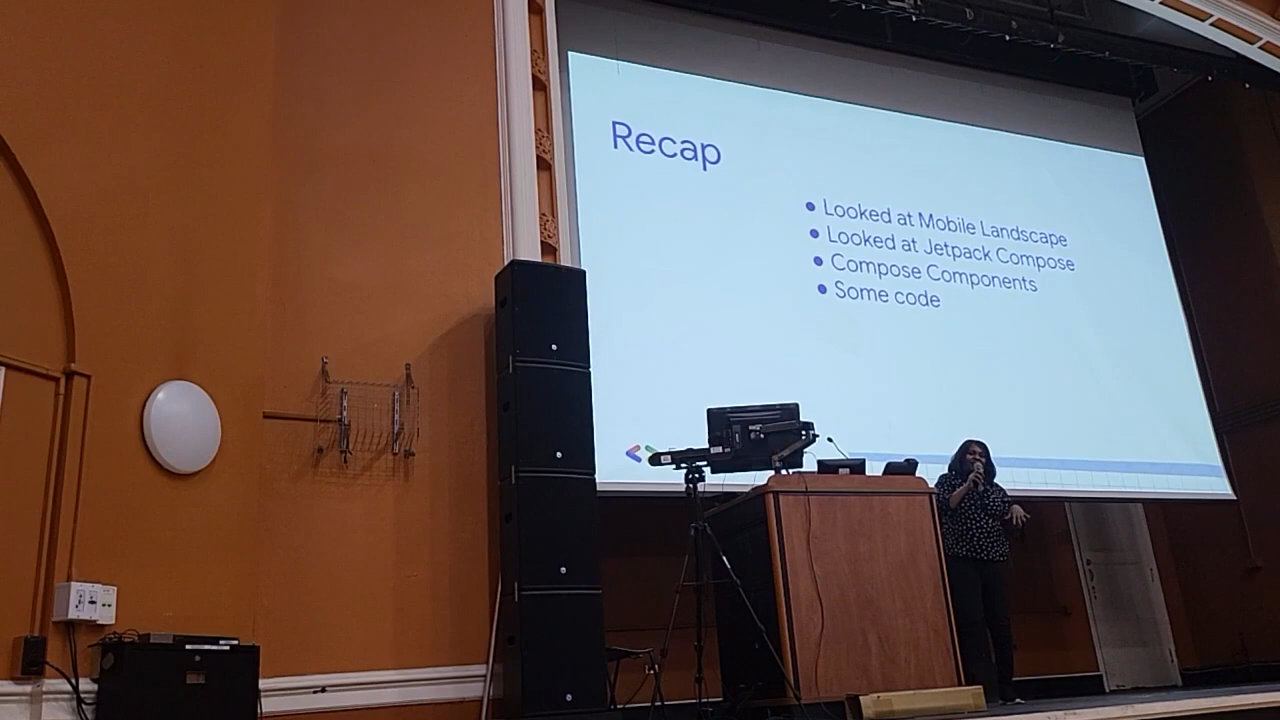 Recap
Looked at Mobile Landscape
Looked at Jetpack Compose
Compose Components
Some code